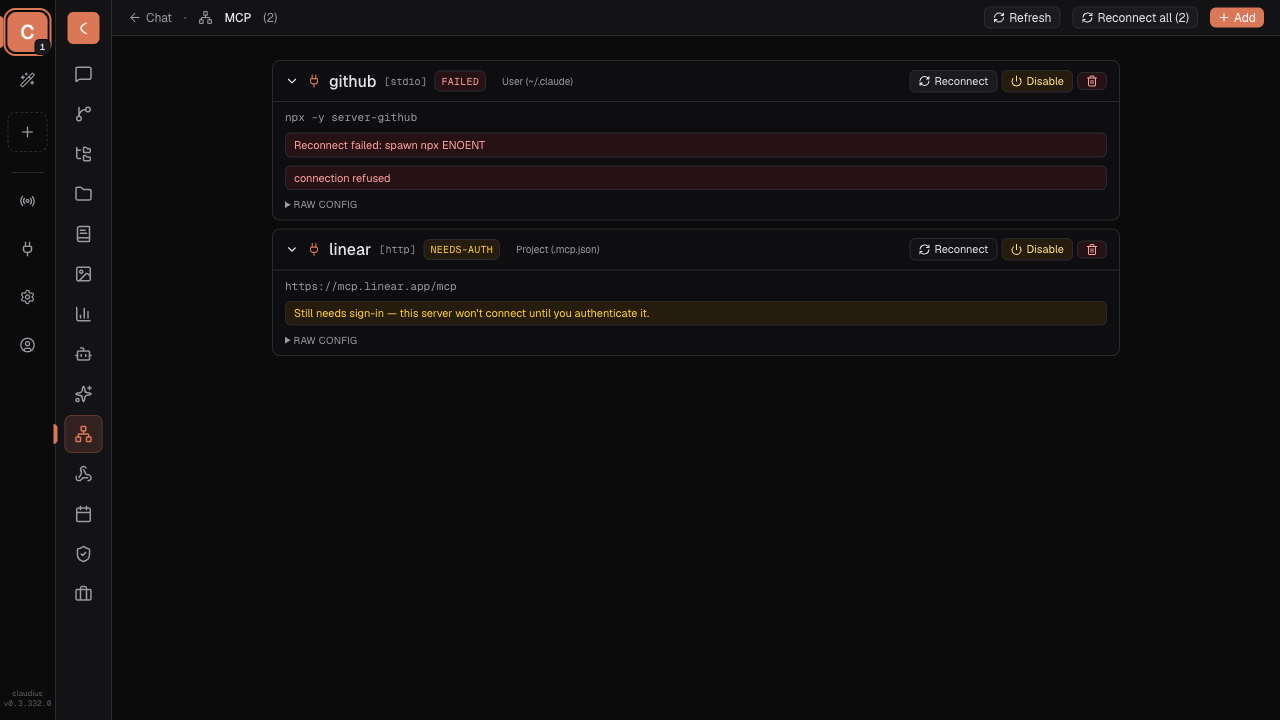 C
1
Chat · MCP (2)
Refresh
Reconnect all (2)
Add
github [stdio] FAILED User (~/.claude)
Reconnect
Disable
npx -y server-github
Reconnect failed: spawn npx ENOENT
connection refused
RAW CONFIG
linear [http] NEEDS-AUTH Project (.mcp.json)
Reconnect
Disable
https://mcp.linear.app/mcp
Still needs sign-in — this server won't connect until you authenticate it.
RAW CONFIG
claudius
v0.3.332.0